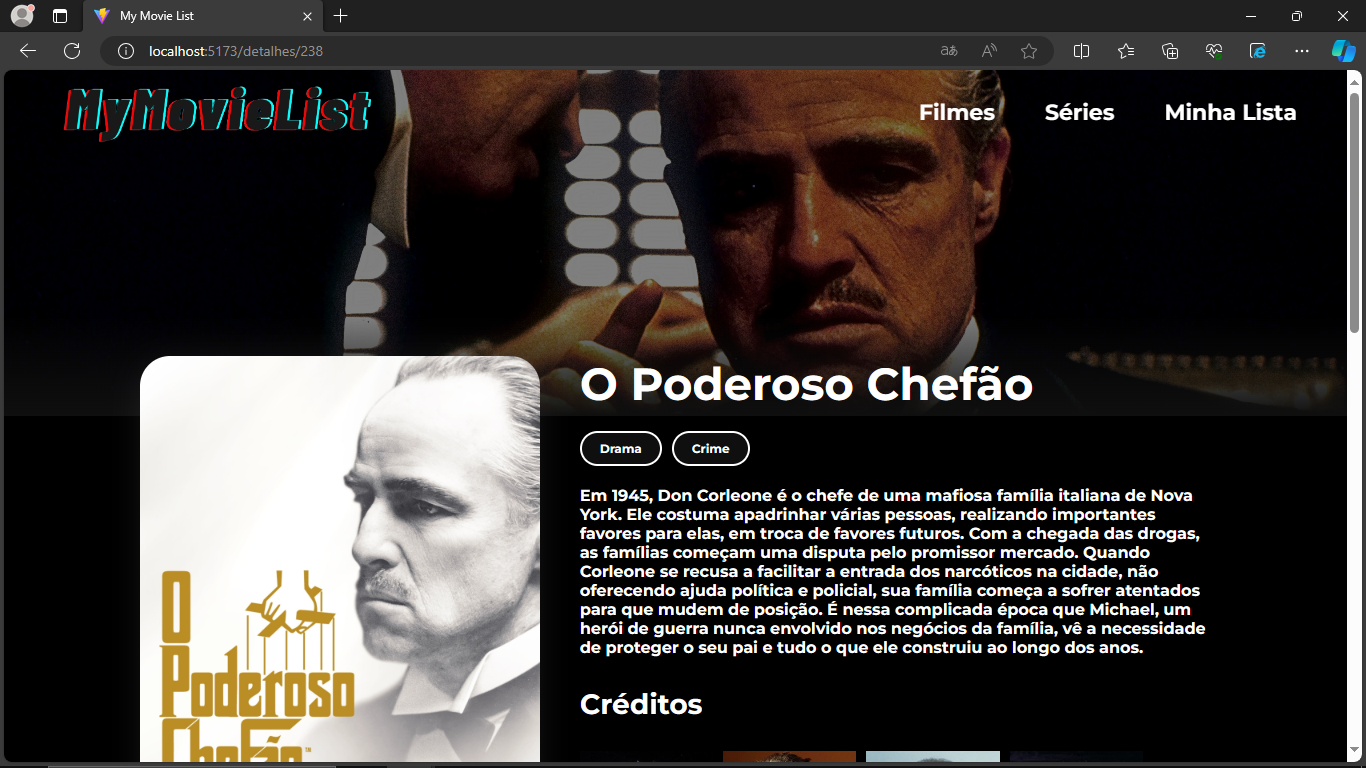 My Movie List
localhost:5173/detalhes/238
MyMovieList
Filmes
Séries
Minha Lista
O Poderoso Chefão
Drama
Crime
Em 1945, Don Corleone é o chefe de uma mafiosa família italiana de Nova
York. Ele costuma apadrinhar várias pessoas, realizando importantes
favores para elas, em troca de favores futuros. Com a chegada das drogas,
as famílias começam uma disputa pelo promissor mercado. Quando
Corleone se recusa a facilitar a entrada dos narcóticos na cidade, não
oferecendo ajuda política e policial, sua família começa a sofrer atentados
para que mudem de posição. É nessa complicada época que Michael, um
herói de guerra nunca envolvido nos negócios da família, vê a necessidade
de proteger o seu pai e tudo o que ele construiu ao longo dos anos.
Créditos
O
Poderoso
Chefão™